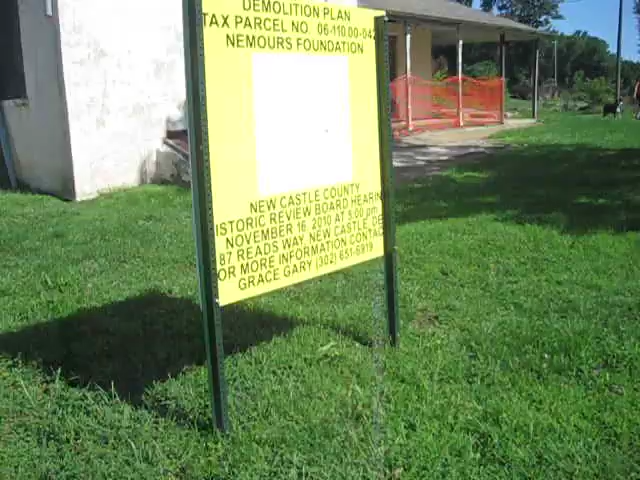 DEMOLITION PLAN
TAX PARCEL NO. 06-110.00-042
NEMOURS FOUNDATION
NEW CASTLE COUNTY
ISTORIC REVIEW BOARD HEARIN
NOVEMBER 16, 2010 AT 5:00 pm
87 READS WAY, NEW CASTLE, DE
OR MORE INFORMATION CONTAC
GRACE GARY (302) 651-6919